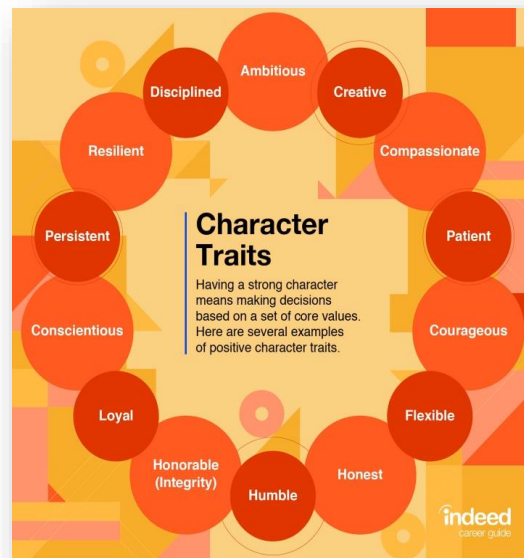 Character
Traits
Having a strong character
means making decisions
based on a set of core values.
Here are several examples
of positive character traits.
Ambitious
Creative
Compassionate
Patient
Courageous
Flexible
Honest
Humble
Honorable
(Integrity)
Loyal
Conscientious
Persistent
Resilient
Disciplined
indeed
career guide